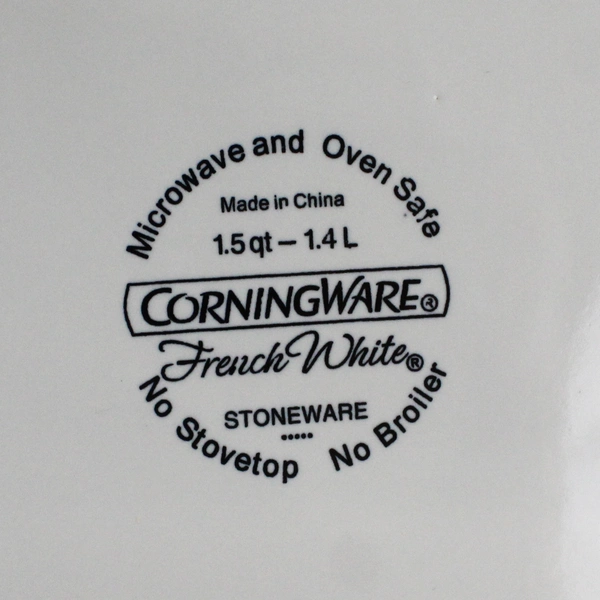 Microwave and Oven Safe
Made in China
1.5 qt – 1.4 L
CORNINGWARE®
French White®
STONEWARE
•••••
No Stovetop No Broiler